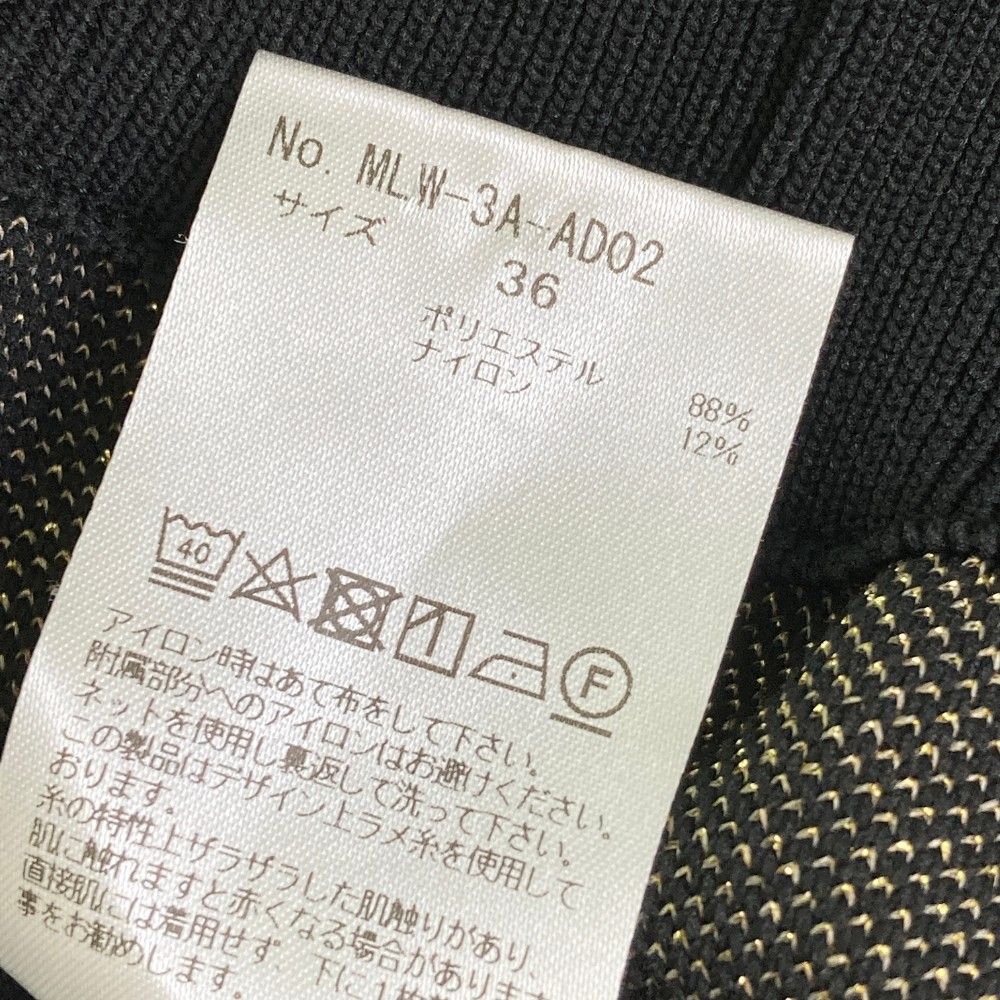 No. MLW-3A-AD02
サイズ 36
ポリエステル 88%
ナイロン 12%
40
F
アイロン時はあて布をして下さい。
附属部分へのアイロンはお避けください。
ネットを使用し裏返して洗って下さい。
この製品はデザイン上ラメ糸を使用して
おります。
糸の特性上ザラザラした肌触りがあり、
肌に触れますと赤くなる場合があります
直接肌には着用せず、下に1枚
事をお勧めします。